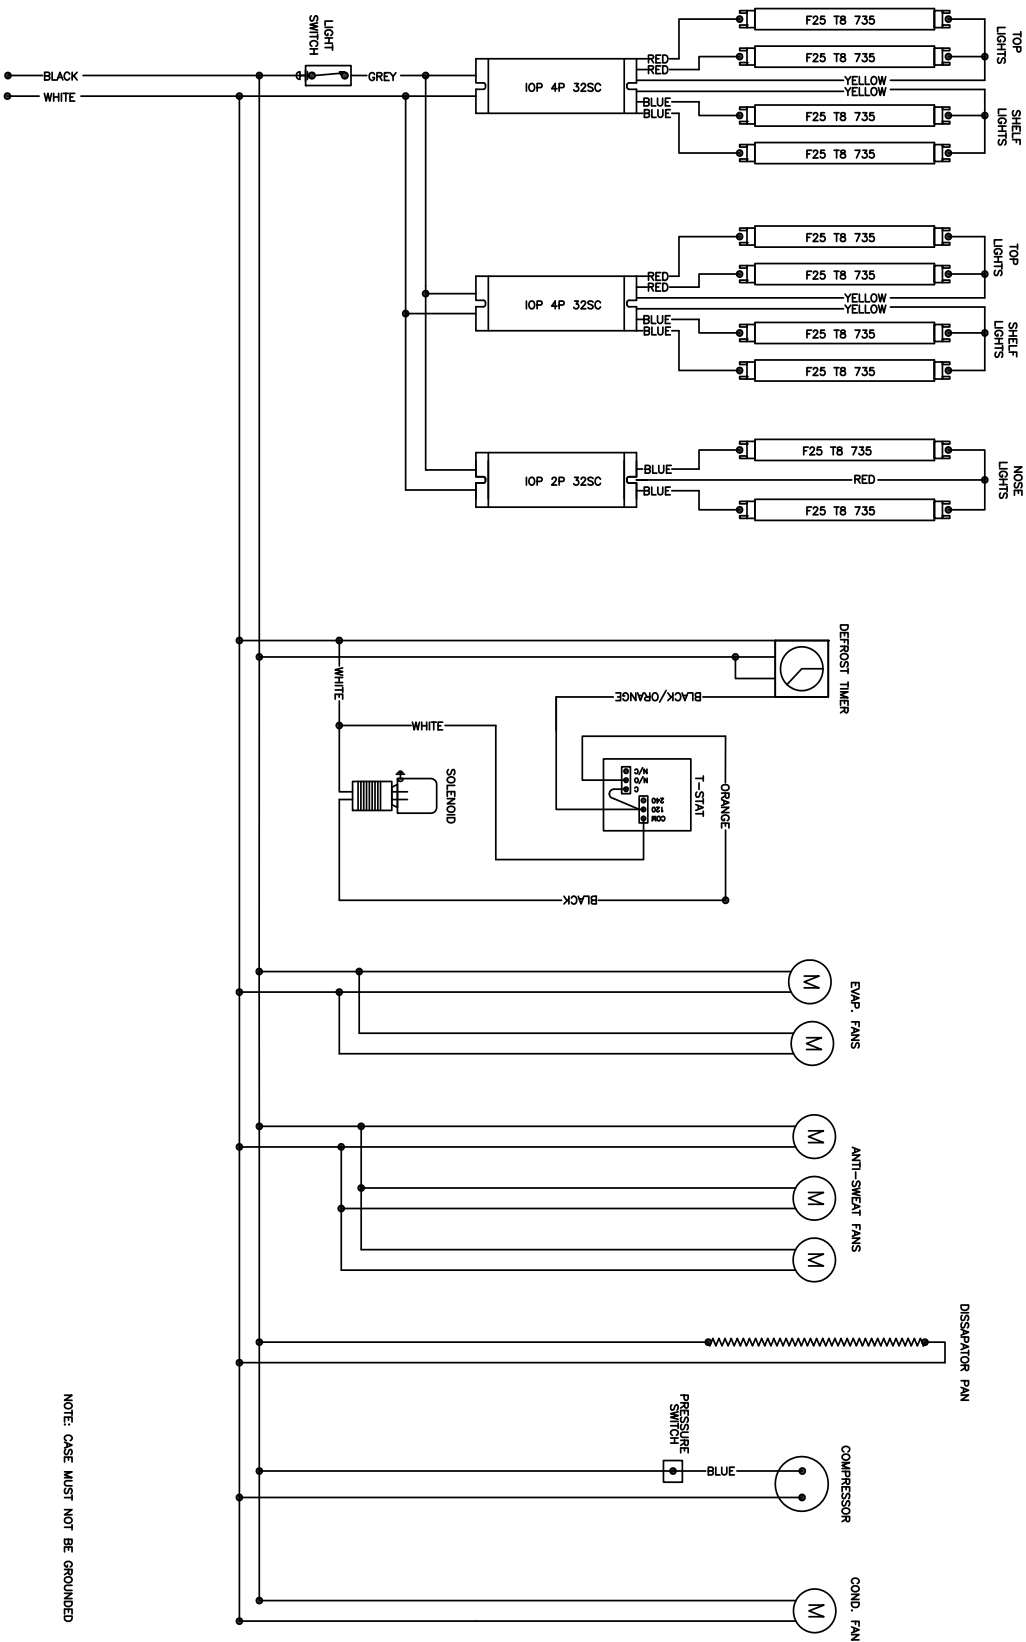 LIGHT
SWITCH
BLACK
WHITE
GREY
IOP 4P 32SC
RED
RED
YELLOW
YELLOW
BLUE
BLUE
F25 T8 735
F25 T8 735
F25 T8 735
F25 T8 735
TOP
LIGHTS
SHELF
LIGHTS
IOP 4P 32SC
RED
RED
YELLOW
YELLOW
BLUE
BLUE
F25 T8 735
F25 T8 735
F25 T8 735
F25 T8 735
TOP
LIGHTS
SHELF
LIGHTS
IOP 2P 32SC
BLUE
RED
BLUE
F25 T8 735
F25 T8 735
NOSE
LIGHTS
DEFROST TIMER
WHITE
BLACK/ORANGE
WHITE
SOLENOID
T-STAT
N/C
N/O
C
240
120
COM
ORANGE
BLACK
EVAP. FANS
M
M
ANTI-SWEAT FANS
M
M
M
DISSAPATOR PAN
PRESSURE
SWITCH
BLUE
COMPRESSOR
COND. FAN
M
NOTE: CASE MUST NOT BE GROUNDED